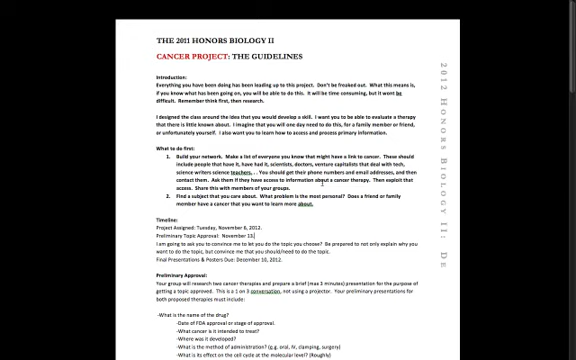 THE 2011 HONORS BIOLOGY II
CANCER PROJECT: THE GUIDELINES
Introduction:
Everything you have been doing has been leading up to this project. Don't be freaked out. What this means is,
if you know what has been going on, you will be able to do this. It will be time consuming, but it wont be
difficult. Remember think first, then research.
I designed the class around the idea that you would develop a skill. I want you to be able to evaluate a therapy
that there is little known about. I imagine that you will one day need to do this, for a family member or friend,
or unfortunately yourself. I also want you to learn how to access and process primary information.
What to do first:
1. Build your network. Make a list of everyone you know that might have a link to cancer. These should
include people that have it, have had it, scientists, doctors, venture capitalists that deal with tech,
science writers science teachers. . . You should get their phone numbers and email addresses, and then
contact them. Ask them if they have access to information about a cancer therapy. Then exploit that
access. Share this with members of your groups.
2. Find a subject that you care about. What problem is the most personal? Does a friend or family
member have a cancer that you want to learn more about.
Timeline:
Project Assigned: Tuesday, November 6, 2012.
Preliminary Topic Approval: November 13,
I am going to ask you to convince me to let you do the topic you choose? Be prepared to not only explain why you
want to do the topic, but convince me that you should/need to do the topic.
Final Presentations & Posters Due: December 10, 2012.
Preliminary Approval:
Your group will research two cancer therapies and prepare a brief (max 3 minutes) presentation for the purpose of
getting a topic approved. This is a 1 on 3 conversation, not using a projector. Your preliminary presentations for
both proposed therapies must include:
-What is the name of the drug?
-Date of FDA approval or stage of approval.
-What cancer is it intended to treat?
-Where was it developed?
-What is the method of administration? (e.g. oral, IV, clamping, surgery)
-What is its effect on the cell cycle at the molecular level? (Roughly)
2012 HONORS BIOLOGY II: DE